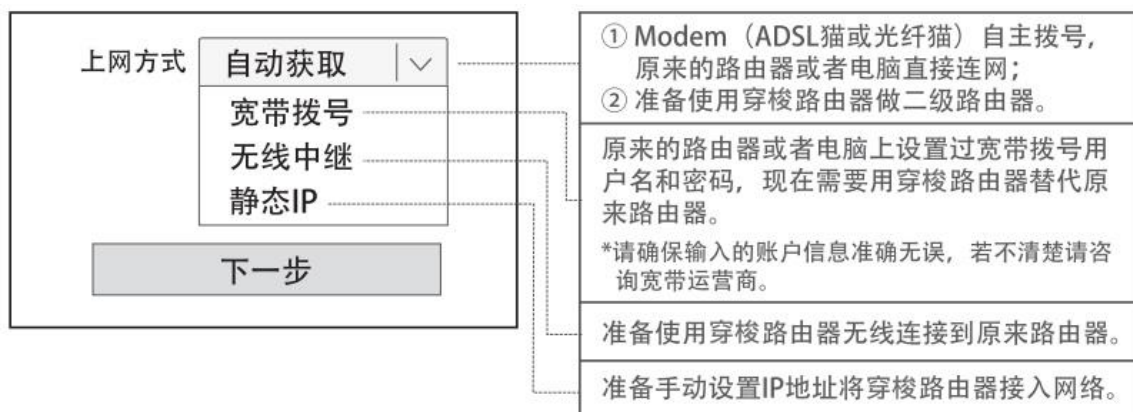 上网方式 自动获取
宽带拨号
无线中继
静态IP
下一步
① Modem（ADSL猫或光纤猫）自主拨号，
原来的路由器或者电脑直接连网；
② 准备使用穿梭路由器做二级路由器。
原来的路由器或者电脑上设置过宽带拨号用
户名和密码，现在需要用穿梭路由器替代原
来路由器。
*请确保输入的账户信息准确无误，若不清楚请咨
询宽带运营商。
准备使用穿梭路由器无线连接到原来路由器。
准备手动设置IP地址将穿梭路由器接入网络。